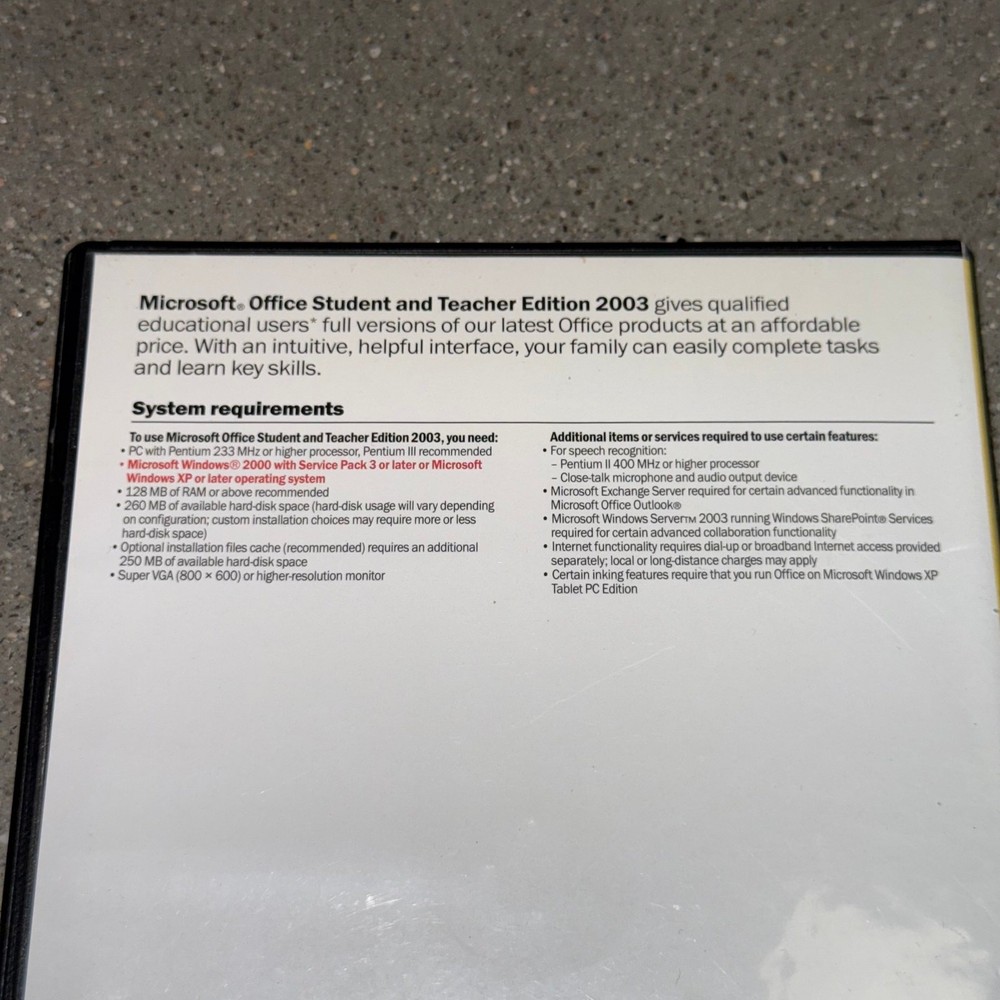 Microsoft® Office Student and Teacher Edition 2003 gives qualified
educational users* full versions of our latest Office products at an affordable
price. With an intuitive, helpful interface, your family can easily complete tasks
and learn key skills.
System requirements
To use Microsoft Office Student and Teacher Edition 2003, you need:
• PC with Pentium 233 MHz or higher processor, Pentium III recommended
• Microsoft Windows® 2000 with Service Pack 3 or later or Microsoft
Windows XP or later operating system
• 128 MB of RAM or above recommended
• 260 MB of available hard-disk space (hard-disk usage will vary depending
on configuration; custom installation choices may require more or less
hard-disk space)
• Optional installation files cache (recommended) requires an additional
250 MB of available hard-disk space
• Super VGA (800 × 600) or higher-resolution monitor
Additional items or services required to use certain features:
• For speech recognition:
– Pentium II 400 MHz or higher processor
– Close-talk microphone and audio output device
• Microsoft Exchange Server required for certain advanced functionality in
Microsoft Office Outlook®
• Microsoft Windows Server™ 2003 running Windows SharePoint® Services
required for certain advanced collaboration functionality
• Internet functionality requires dial-up or broadband Internet access provided
separately; local or long-distance charges may apply
• Certain inking features require that you run Office on Microsoft Windows XP
Tablet PC Edition